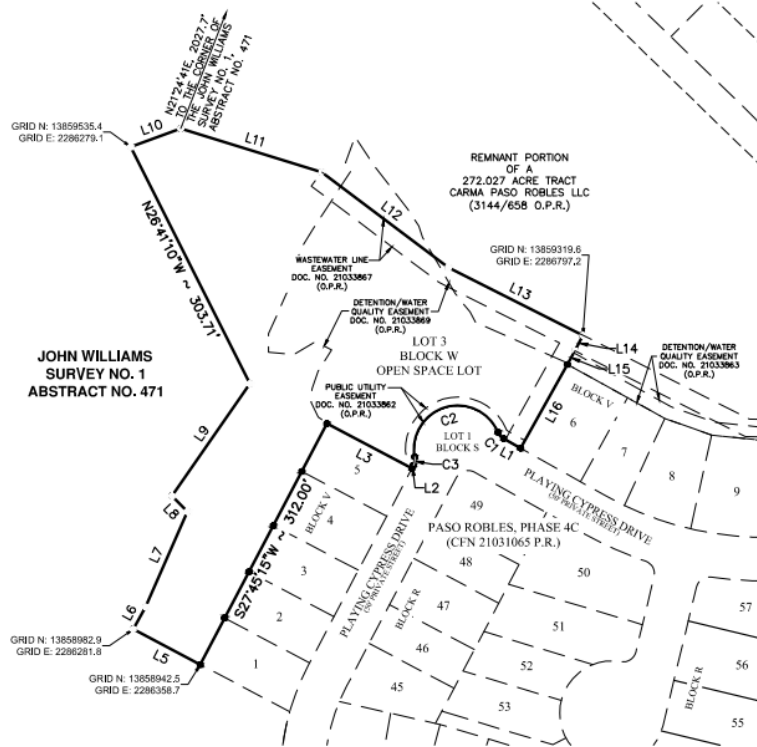 N21°24'41"E, 2027.7'
TO THE CORNER OF
THE JOHN WILLIAMS
SURVEY NO. 1,
ABSTRACT NO. 471
GRID N: 13859535.4
GRID E: 2286279.1
L10
L11
L12
REMNANT PORTION
OF A
272.027 ACRE TRACT
CARMA PASO ROBLES LLC
(3144/658 O.P.R.)
GRID N: 13859319.6
GRID E: 2286797.2
N26°41'10"W ~ 303.71'
WASTEWATER LINE
EASEMENT
DOC. NO. 21033867
(O.P.R.)
L13
DETENTION/WATER
QUALITY EASEMENT
DOC. NO. 21033869
(O.P.R.)
LOT 3
BLOCK W
OPEN SPACE LOT
L14
L15
DETENTION/WATER
QUALITY EASEMENT
DOC. NO. 21033863
(O.P.R.)
JOHN WILLIAMS
SURVEY NO. 1
ABSTRACT NO. 471
PUBLIC UTILITY
EASEMENT
DOC. NO. 21033862
(O.P.R.)
L16
BLOCK V
6
7
8
9
C2
LOT 1
BLOCK S
C1
L1
C3
L2
L3
L9
L8
L7
L6
L5
5
4
3
2
1
BLOCK V
S27°45'15"W ~ 312.00'
PLAYING CYPRESS DRIVE
(50' PRIVATE STREET)
PLAYING CYPRESS DRIVE
(50' PRIVATE STREET)
PASO ROBLES, PHASE 4C
(CFN 21031065 P.R.)
BLOCK R
49
48
47
46
45
50
51
52
53
BLOCK R
57
56
55
GRID N: 13858982.9
GRID E: 2286281.8
GRID N: 13858942.5
GRID E: 2286358.7